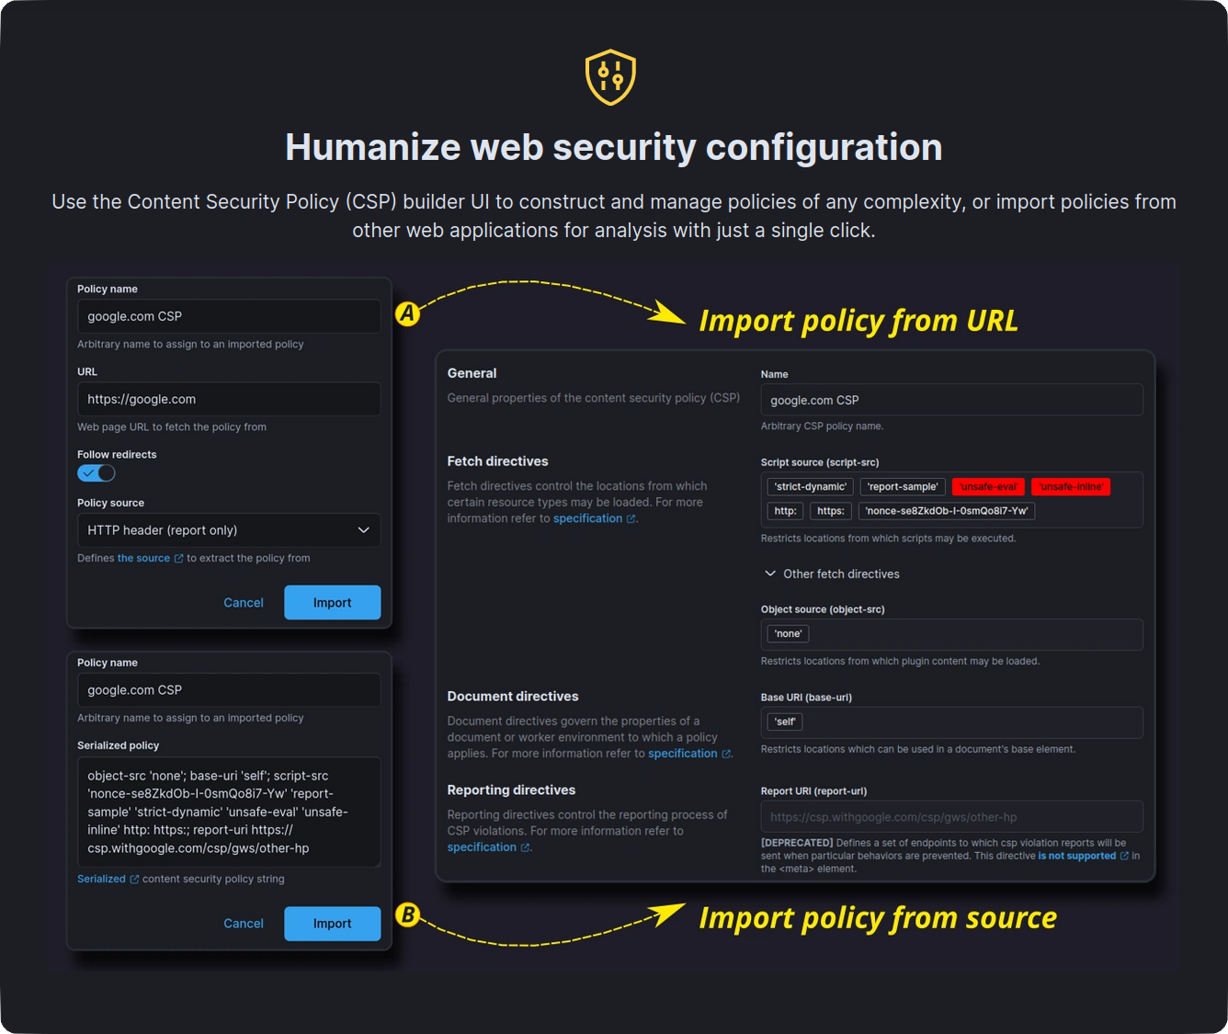 Humanize web security configuration
Use the Content Security Policy (CSP) builder UI to construct and manage policies of any complexity, or import policies from
other web applications for analysis with just a single click.
Policy name
google.com CSP
Arbitrary name to assign to an imported policy
URL
https://google.com
Web page URL to fetch the policy from
Follow redirects
Policy source
HTTP header (report only)
Defines the source to extract the policy from
Cancel Import
A
Import policy from URL
Policy name
google.com CSP
Arbitrary name to assign to an imported policy
Serialized policy
object-src 'none'; base-uri 'self'; script-src
'nonce-se8ZkdOb-I-0smQo8i7-Yw' 'report-
sample' 'strict-dynamic' 'unsafe-eval' 'unsafe-
inline' http: https:; report-uri https://
csp.withgoogle.com/csp/gws/other-hp
Serialized content security policy string
Cancel Import
B
Import policy from source
General
General properties of the content security policy (CSP)
Name
google.com CSP
Arbitrary CSP policy name.
Fetch directives
Fetch directives control the locations from which
certain resource types may be loaded. For more
information refer to specification.
Script source (script-src)
'strict-dynamic' 'report-sample' 'unsafe-eval' 'unsafe-inline'
http: https: 'nonce-se8ZkdOb-I-0smQo8i7-Yw'
Restricts locations from which scripts may be executed.
Other fetch directives
Object source (object-src)
'none'
Restricts locations from which plugin content may be loaded.
Document directives
Document directives govern the properties of a
document or worker environment to which a policy
applies. For more information refer to specification.
Base URI (base-uri)
'self'
Restricts locations which can be used in a document's base element.
Reporting directives
Reporting directives control the reporting process of
CSP violations. For more information refer to
specification.
Report URI (report-uri)
https://csp.withgoogle.com/csp/gws/other-hp
[DEPRECATED] Defines a set of endpoints to which csp violation reports will be
sent when particular behaviors are prevented. This directive is not supported in
the <meta> element.